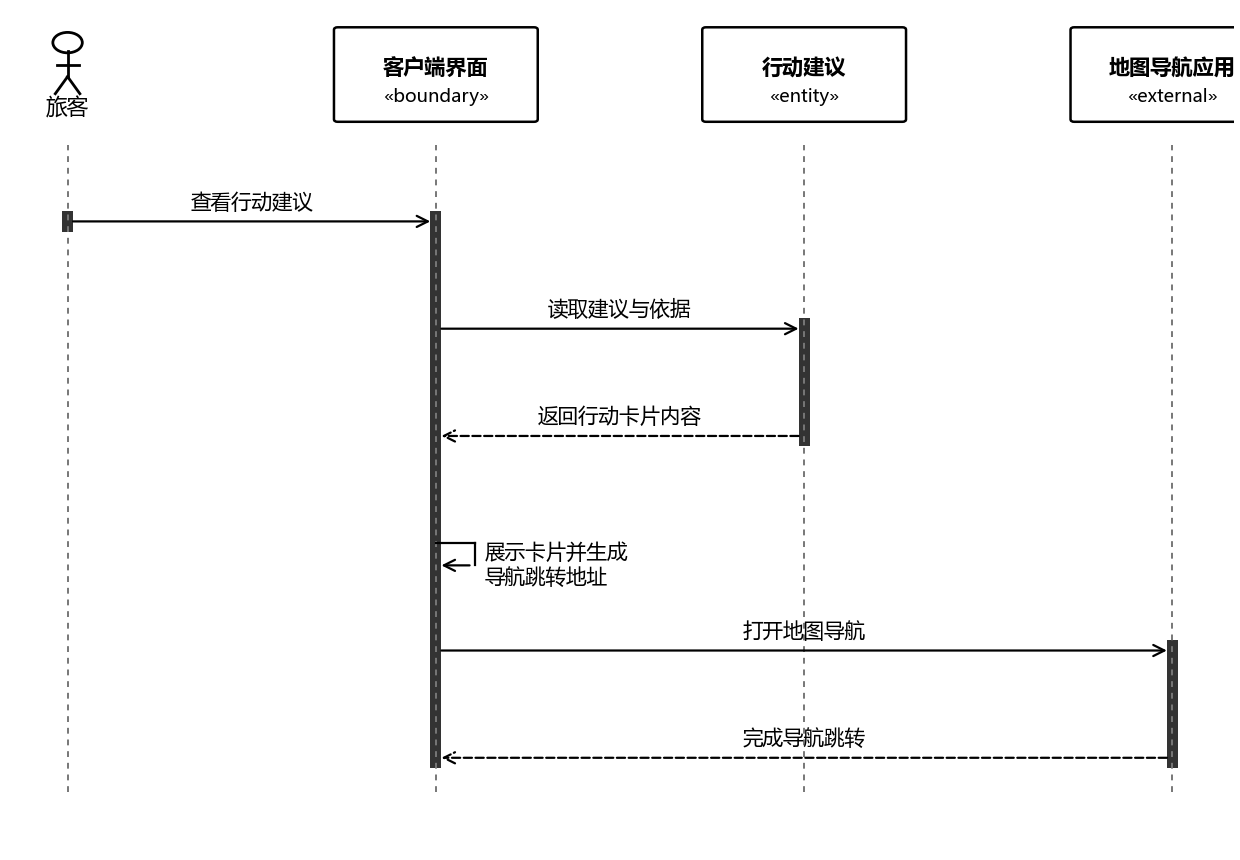 旅客
客户端界面
«boundary»
行动建议
«entity»
地图导航应用
«external»
查看行动建议
读取建议与依据
返回行动卡片内容
展示卡片并生成
导航跳转地址
打开地图导航
完成导航跳转